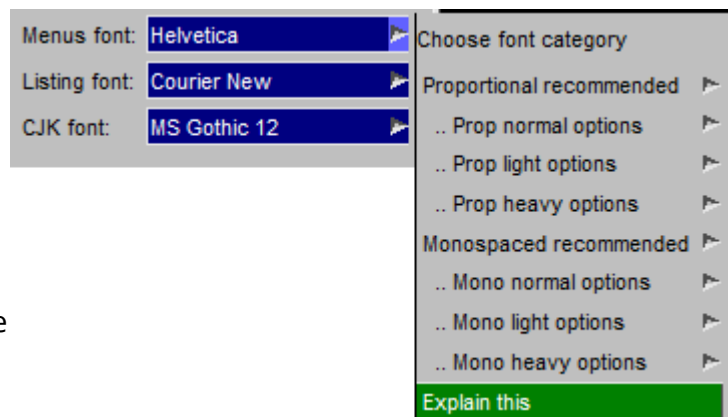 Menus font: Helvetica
Listing font: Courier New
CJK font: MS Gothic 12
Choose font category
Proportional recommended
.. Prop normal options
.. Prop light options
.. Prop heavy options
Monospaced recommended
.. Mono normal options
.. Mono light options
.. Mono heavy options
Explain this
e